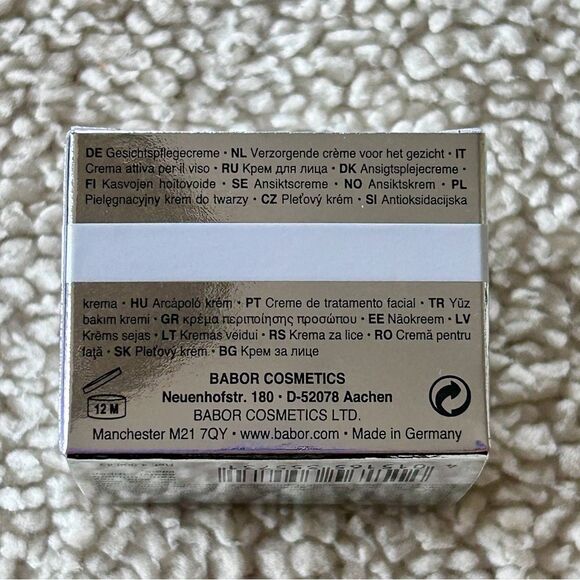 DE Gesichtspflegecreme • NL Verzorgende crème voor het gezicht • IT
Crema attiva per il viso • RU Крем для лица • DK Ansigtsplejecreme •
FI Kasvojen hoitovoide • SE Ansiktscreme • NO Ansiktskrem • PL
Pielęgnacyjny krem do twarzy • CZ Pleťový krém • SI Antioksidacijska
krema • HU Arcápoló krém • PT Creme de tratamento facial • TR Yüz
bakım kremi • GR κρέμα περιποίησης προσώπου • EE Näokreem • LV
Krēms sejas • LT Kremas veidui • RS Krema za lice • RO Cremă pentru
față • SK Pleťový krém • BG Крем за лице
12 M
BABOR COSMETICS
Neuenhofstr. 180 • D-52078 Aachen
BABOR COSMETICS LTD.
Manchester M21 7QY • www.babor.com • Made in Germany